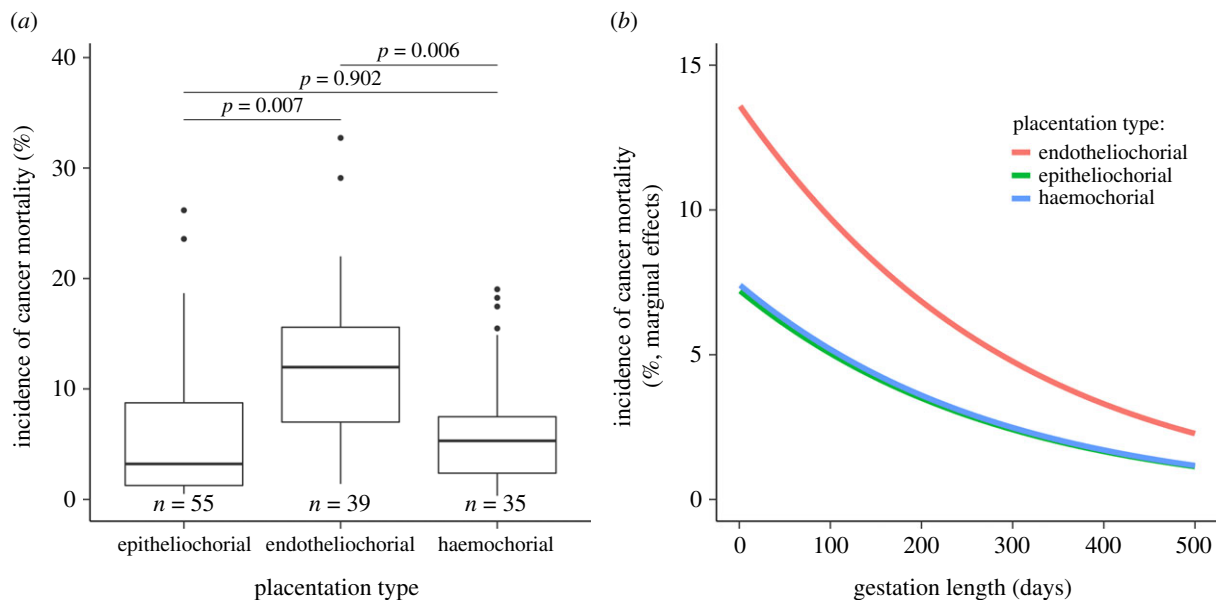 (a)
incidence of cancer mortality (%)
40
30
20
10
0
p = 0.006
p = 0.902
p = 0.007
n = 55
n = 39
n = 35
epitheliochorial
endotheliochorial
haemochorial
placentation type
(b)
incidence of cancer mortality
(%, marginal effects)
15
10
5
0
placentation type:
endotheliochorial
epitheliochorial
haemochorial
0 100 200 300 400 500
gestation length (days)